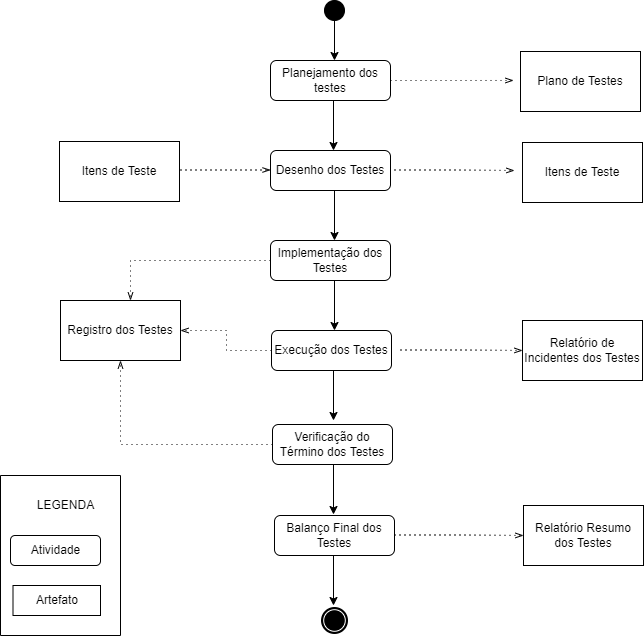 Planejamento dos
testes
Plano de Testes
Itens de Teste
Desenho dos Testes
Itens de Teste
Implementação dos
Testes
Registro dos Testes
Execução dos Testes
Relatório de
Incidentes dos Testes
Verificação do
Término dos Testes
Balanço Final dos
Testes
Relatório Resumo
dos Testes
LEGENDA
Atividade
Artefato